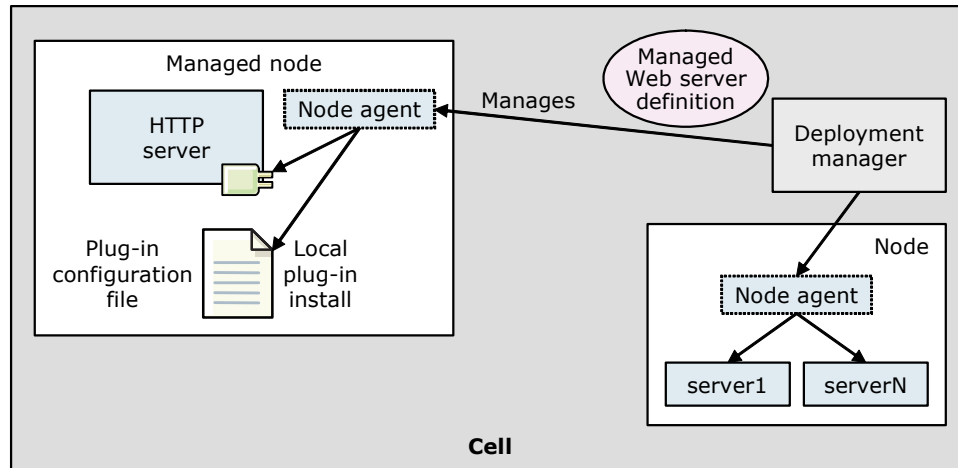 Managed node
HTTP
server
Node agent
Manages
Managed
Web server
definition
Deployment
manager
Plug-in
configuration
file
Local
plug-in
install
Node
Node agent
server1
serverN
Cell